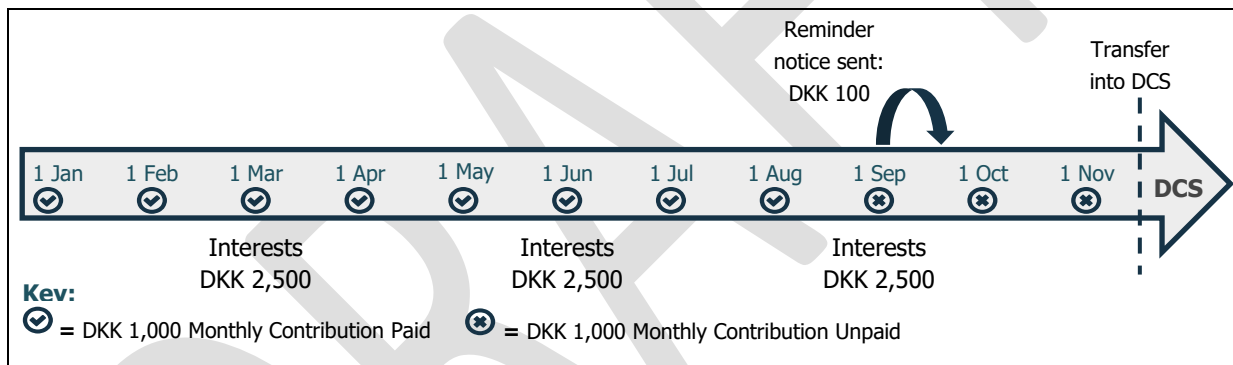 Reminder
notice sent:
DKK 100
Transfer
into DCS
1 Jan 1 Feb 1 Mar 1 Apr 1 May 1 Jun 1 Jul 1 Aug 1 Sep 1 Oct 1 Nov
DCS
Interests Interests Interests
DKK 2,500 DKK 2,500 DKK 2,500
Key:
= DKK 1,000 Monthly Contribution Paid = DKK 1,000 Monthly Contribution Unpaid